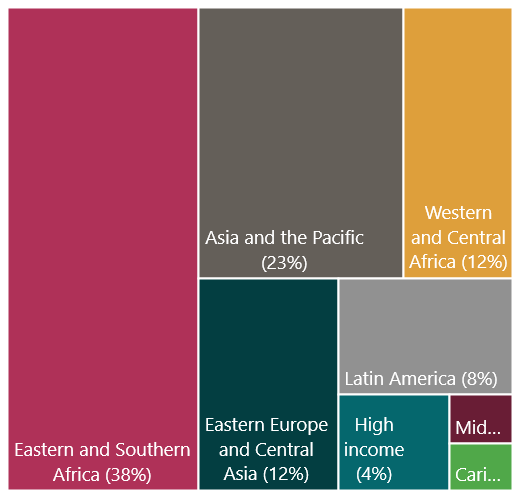 Asia and the Pacific
(23%)
Western
and Central
Africa (12%)
Eastern and Southern
Africa (38%)
Eastern Europe
and Central
Asia (12%)
Latin America (8%)
High
income
(4%)
Mid...
Cari...